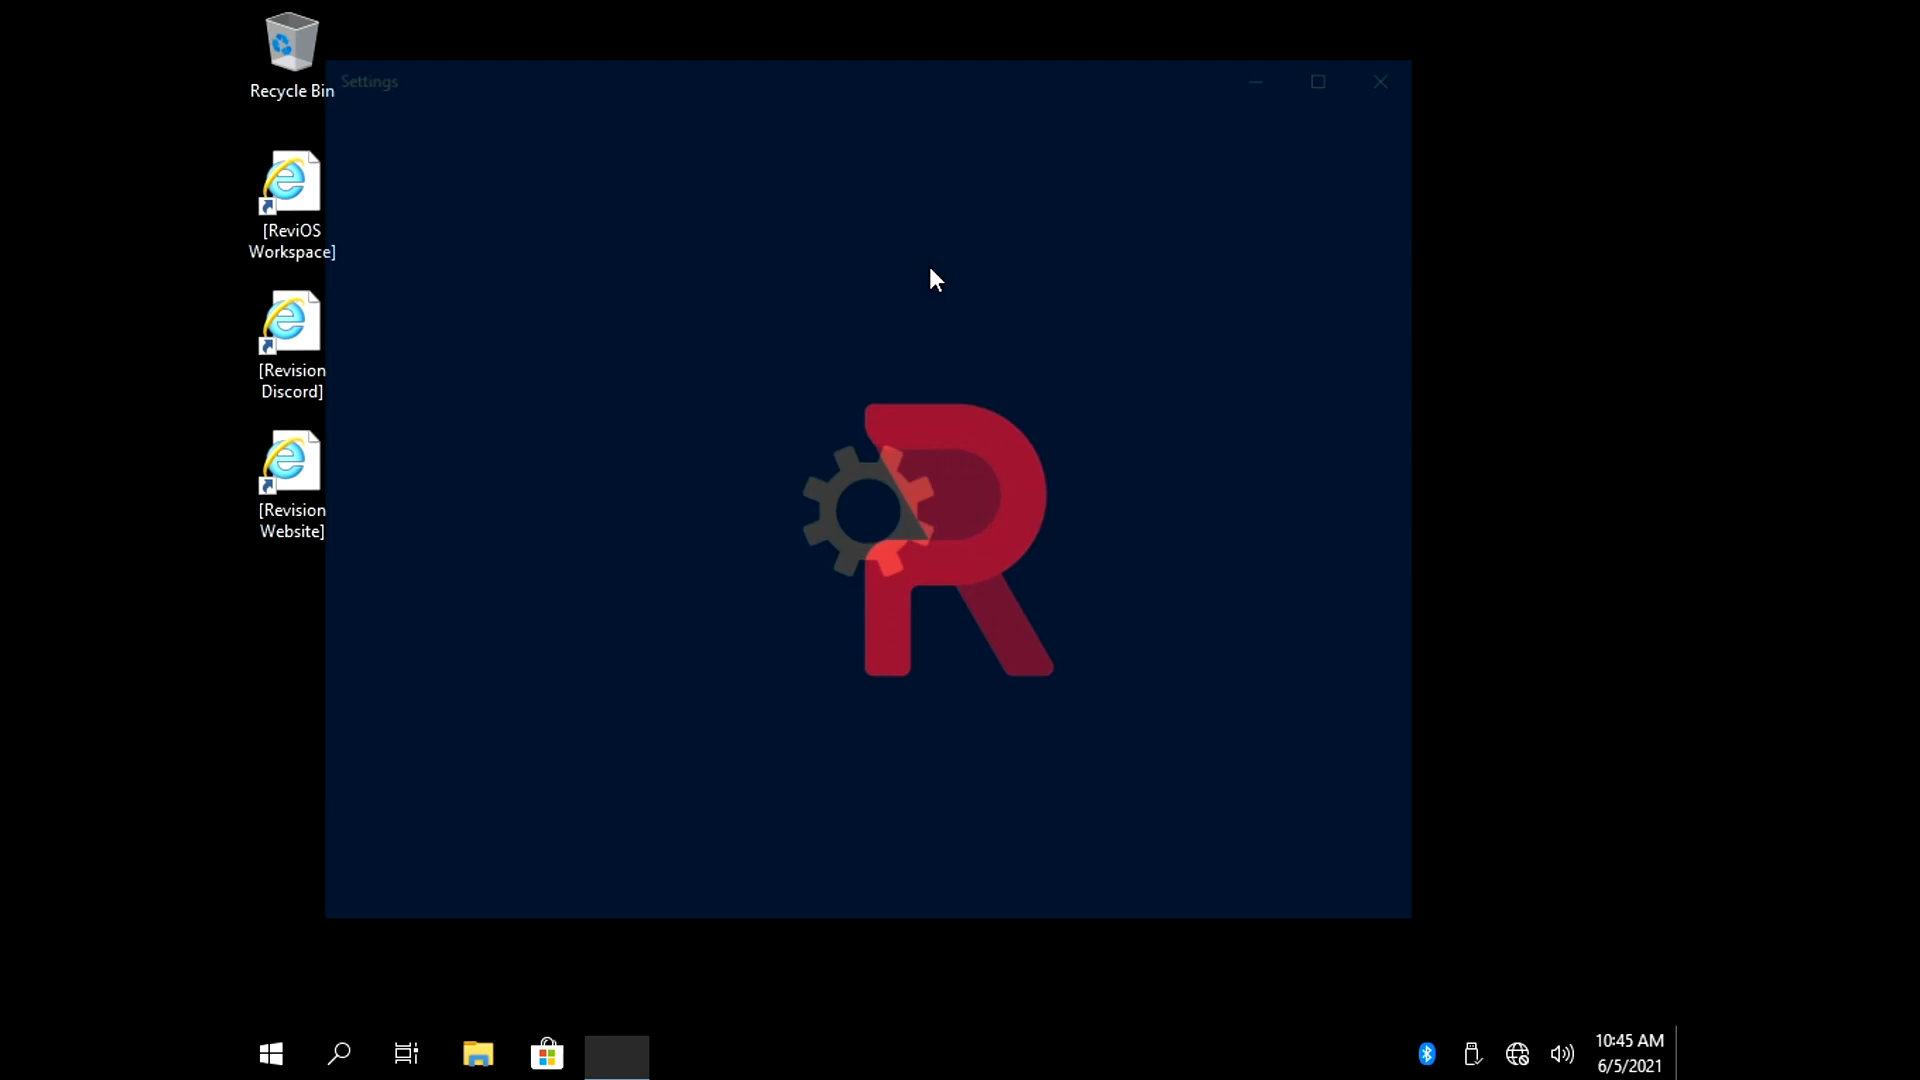 Recycle Bin
Settings
[ReviOS
Workspace]
[Revision
Discord]
[Revision
Website]
10:45 AM
6/5/2021